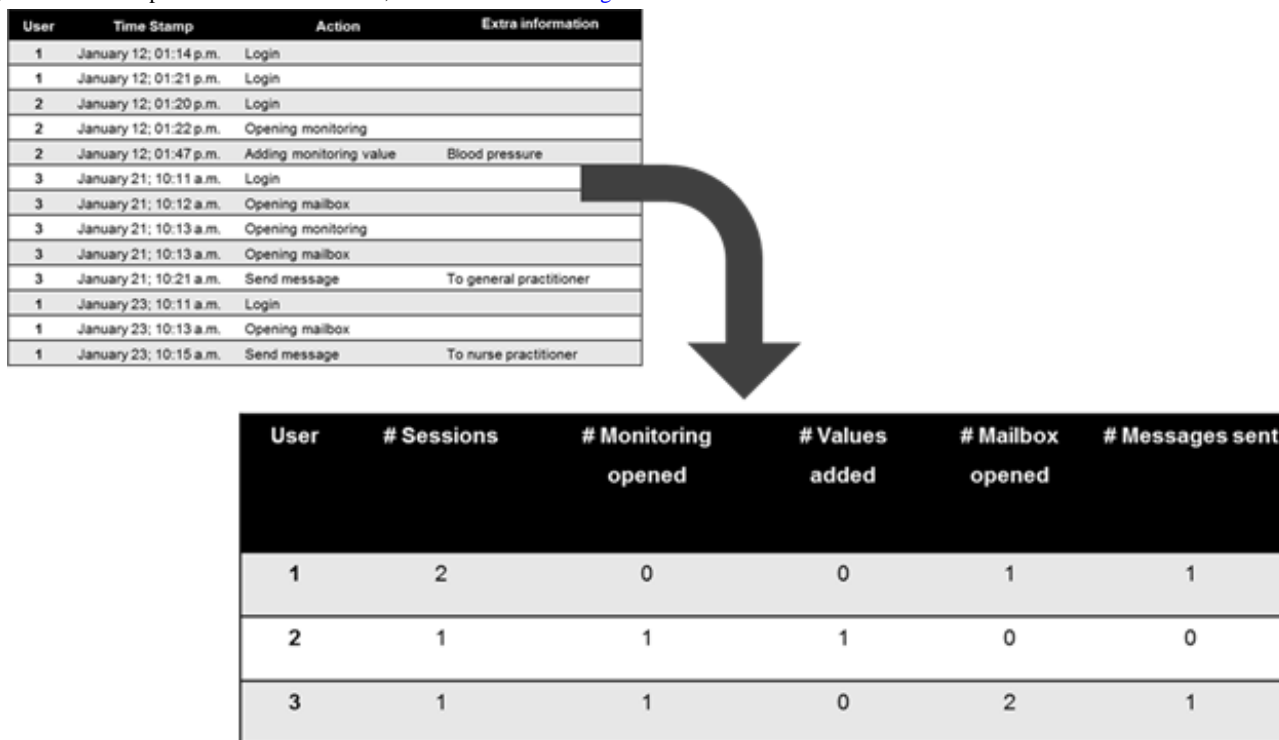 User Time Stamp Action Extra information
1 January 12; 01:14 p.m. Login
1 January 12; 01:21 p.m. Login
2 January 12; 01:20 p.m. Login
2 January 12; 01:22 p.m. Opening monitoring
2 January 12; 01:47 p.m. Adding monitoring value Blood pressure
3 January 21; 10:11 a.m. Login
3 January 21; 10:12 a.m. Opening mailbox
3 January 21; 10:13 a.m. Opening monitoring
3 January 21; 10:13 a.m. Opening mailbox
3 January 21; 10:21 a.m. Send message To general practitioner
1 January 23; 10:11 a.m. Login
1 January 23; 10:13 a.m. Opening mailbox
1 January 23; 10:15 a.m. Send message To nurse practitioner
User # Sessions # Monitoring # Values # Mailbox # Messages sent
opened added opened
1 2 0 0 1 1
2 1 1 1 0 0
3 1 1 0 2 1